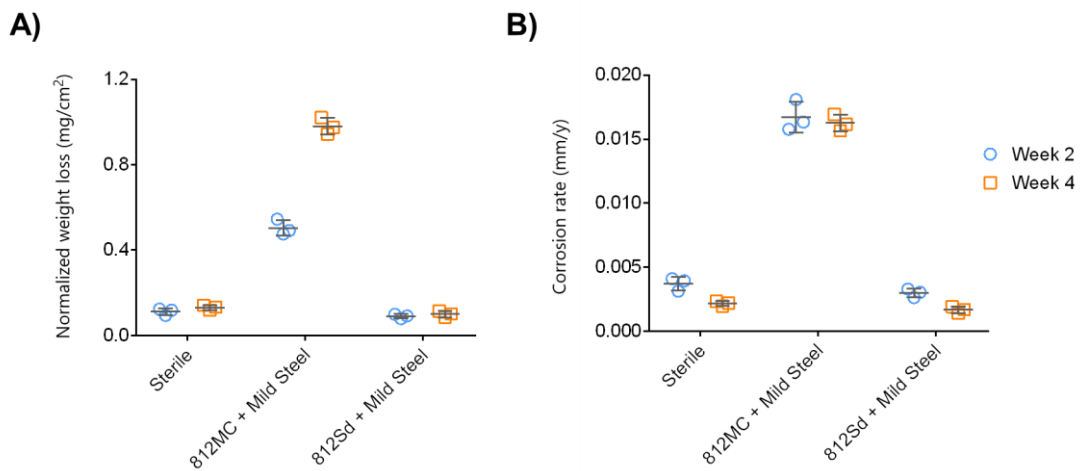 A)
Normalized weight loss (mg/cm²)
1.2
0.8
0.4
0.0
Sterile
812MC + Mild Steel
812Sd + Mild Steel
B)
Corrosion rate (mm/y)
0.020
0.015
0.010
0.005
0.000
Sterile
812MC + Mild Steel
812Sd + Mild Steel
Week 2
Week 4